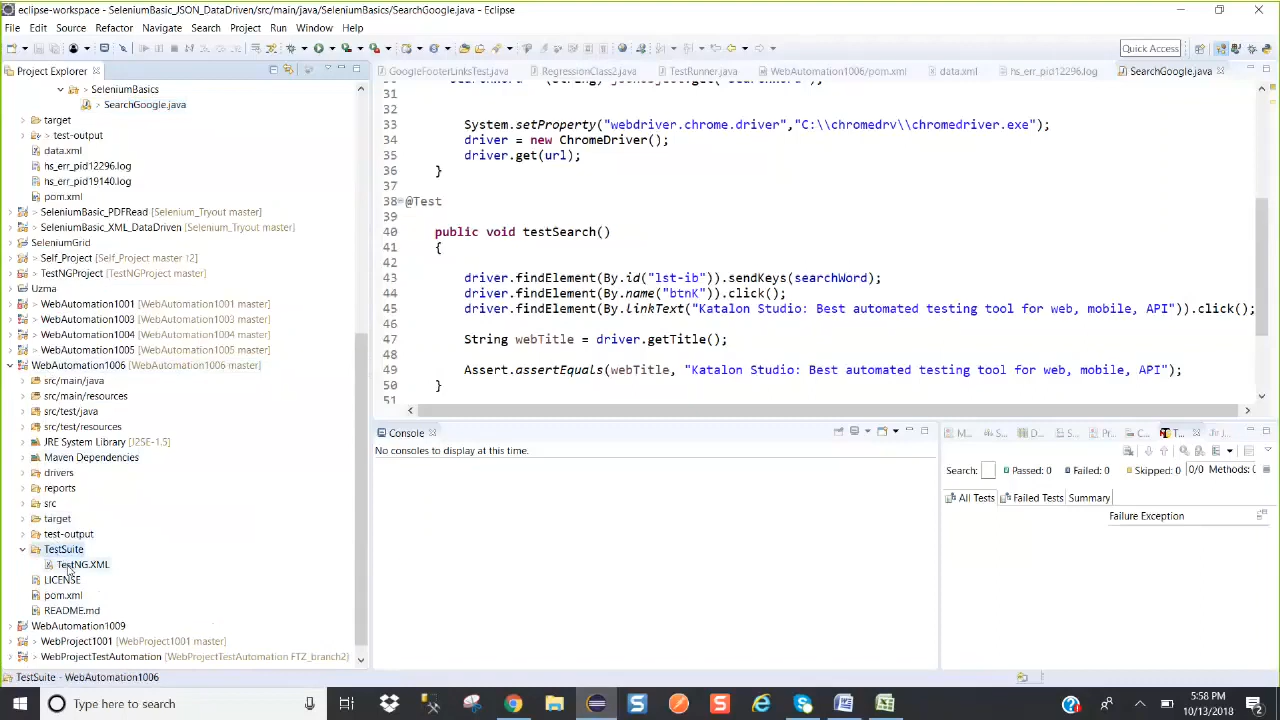 eclipse-workspace - SeleniumBasic_JSON_DataDriven/src/main/java/SeleniumBasics/SearchGoogle.java - Eclipse
File Edit Source Refactor Navigate Search Project Run Window Help
Quick Access
Project Explorer
GoogleFooterLinksTest.java RegressionClass2.java TestRunner.java WebAutomation1006/pom.xml data.xml hs_err_pid12296.log SearchGoogle.java
> SeleniumBasics
> SearchGoogle.java
target
> test-output
data.xml
hs_err_pid12296.log
hs_err_pid19140.log
pom.xml
> SeleniumBasic_PDFRead [Selenium_Tryout master]
> SeleniumBasic_XML_DataDriven [Selenium_Tryout master]
SeleniumGrid
> Self_Project [Self_Project master ↑2]
> TestNGProject [TestNGProject master]
Uzma
> WebAutomation1001 [WebAutomation1001 master]
> WebAutomation1003 [WebAutomation1003 master]
> WebAutomation1004 [WebAutomation1004 master]
> WebAutomation1005 [WebAutomation1005 master]
WebAutomation1006 [WebAutomation1006 master]
src/main/java
src/main/resources
src/test/java
src/test/resources
JRE System Library [J2SE-1.5]
Maven Dependencies
drivers
reports
src
target
test-output
TestSuite
TestNG.XML
LICENSE
pom.xml
README.md
WebAutomation1009
> WebProject1001 [WebProject1001 master]
> WebProjectTestAutomation [WebProjectTestAutomation FTZ_branch2]
31
32
33 System.setProperty("webdriver.chrome.driver","C:\\chromedrv\\chromedriver.exe");
34 driver = new ChromeDriver();
35 driver.get(url);
36 }
37
38 @Test
39
40 public void testSearch()
41 {
42
43 driver.findElement(By.id("lst-ib")).sendKeys(searchWord);
44 driver.findElement(By.name("btnK")).click();
45 driver.findElement(By.linkText("Katalon Studio: Best automated testing tool for web, mobile, API")).click();
46
47 String webTitle = driver.getTitle();
48
49 Assert.assertEquals(webTitle, "Katalon Studio: Best automated testing tool for web, mobile, API");
50 }
51
Console
No consoles to display at this time.
M... S... D... S... Pr... C... T... Ju...
Search: Passed: 0 Failed: 0 Skipped: 0 0/0 Methods:
All Tests Failed Tests Summary
Failure Exception
TestSuite - WebAutomation1006
Type here to search
5:58 PM
10/13/2018
2